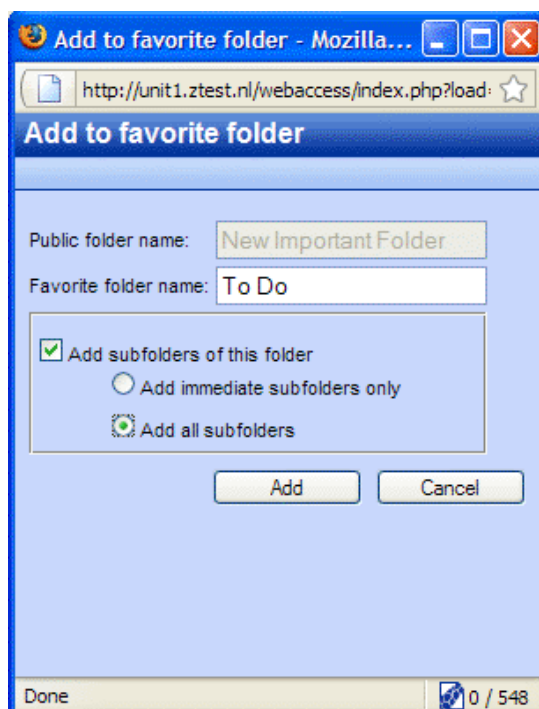 Add to favorite folder - Mozilla...
http://unit1.ztest.nl/webaccess/index.php?load=
Add to favorite folder
Public folder name: New Important Folder
Favorite folder name: To Do
Add subfolders of this folder
Add immediate subfolders only
Add all subfolders
Add Cancel
Done 0 / 548